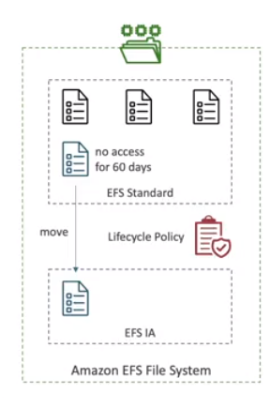 no access
for 60 days
EFS Standard
move
Lifecycle Policy
EFS IA
Amazon EFS File System